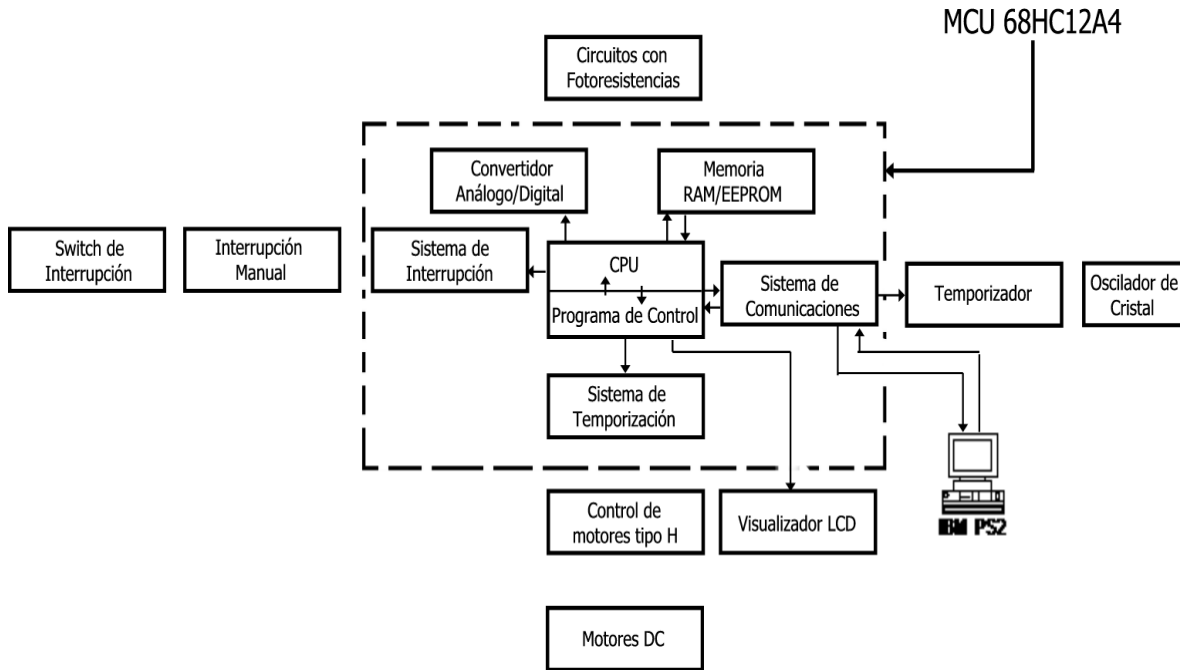 MCU 68HC12A4
Circuitos con
Fotoresistencias
Convertidor
Análogo/Digital
Memoria
RAM/EEPROM
Switch de
Interrupción
Interrupción
Manual
Sistema de
Interrupción
CPU
Programa de Control
Sistema de
Comunicaciones
Temporizador
Oscilador de
Cristal
Sistema de
Temporización
Control de
motores tipo H
Visualizador LCD
IBM PS2
Motores DC